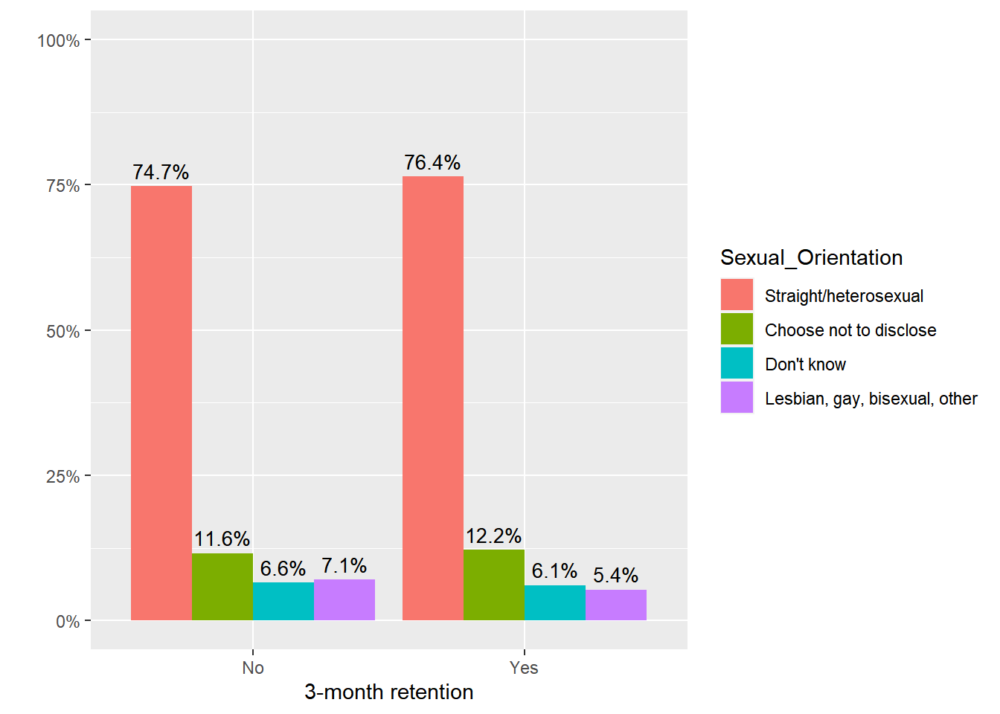 100%
75%
50%
25%
0%
74.7%
11.6%
6.6%
7.1%
76.4%
12.2%
6.1%
5.4%
No
Yes
3-month retention
Sexual_Orientation
Straight/heterosexual
Choose not to disclose
Don't know
Lesbian, gay, bisexual, other